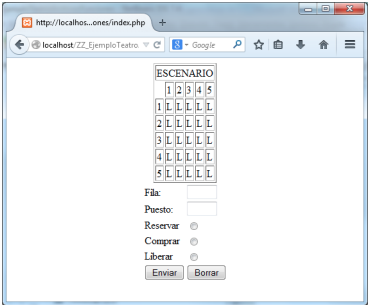 http://localhos...ones/index.php
localhost/ZZ_EjemploTeatro.
Google
ESCENARIO
1 2 3 4 5
1 L L L L L
2 L L L L L
3 L L L L L
4 L L L L L
5 L L L L L
Fila:
Puesto:
Reservar
Comprar
Liberar
Enviar Borrar